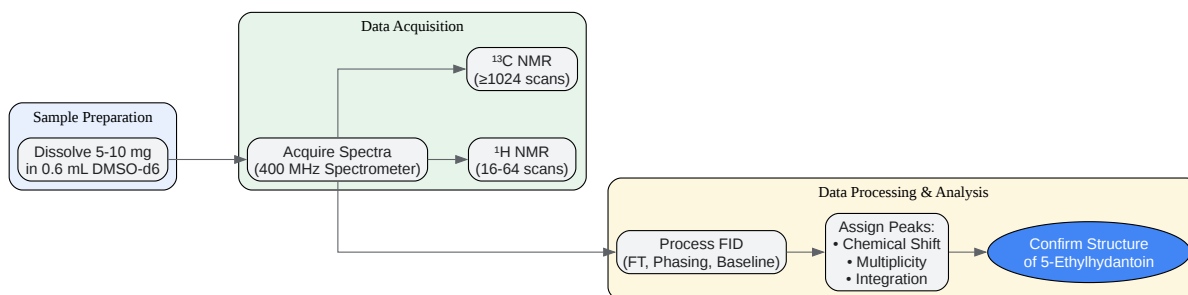 Sample Preparation
Dissolve 5-10 mg
in 0.6 mL DMSO-d6
Data Acquisition
Acquire Spectra
(400 MHz Spectrometer)
¹³C NMR
(≥1024 scans)
¹H NMR
(16-64 scans)
Data Processing & Analysis
Process FID
(FT, Phasing, Baseline)
Assign Peaks:
• Chemical Shift
• Multiplicity
• Integration
Confirm Structure
of 5-Ethylhydantoin